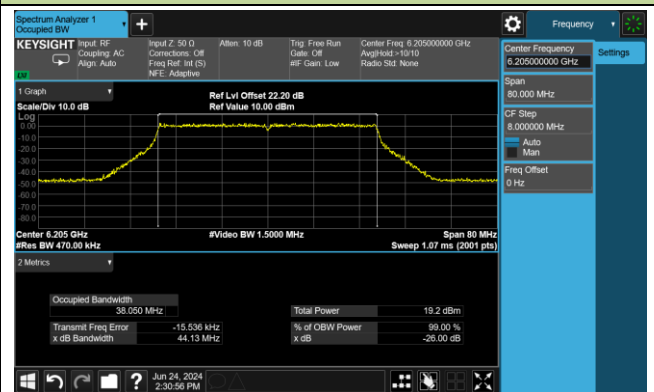 Spectrum Analyzer 1
Occupied BW
Frequency
KEYSIGHT
Input: RF
Coupling: AC
Align: Auto
Input Z: 50 Ω
Corrections: Off
Freq Ref: Int (S)
NFE: Adaptive
Atten: 10 dB
Trig: Free Run
Gate: Off
#IF Gain: Low
Center Freq: 6.205000000 GHz
Avg|Hold:>10/10
Radio Std: None
Center Frequency
6.205000000 GHz
Settings
Span
80.000 MHz
CF Step
8.000000 MHz
Auto
Man
Freq Offset
0 Hz
1 Graph
Scale/Div 10.0 dB
Ref Lvl Offset 22.20 dB
Ref Value 10.00 dBm
Log
0.00
-10.0
-20.0
-30.0
-40.0
-50.0
-60.0
-70.0
-80.0
Center 6.205 GHz
#Video BW 1.5000 MHz
Span 80 MHz
#Res BW 470.00 kHz
Sweep 1.07 ms (2001 pts)
2 Metrics
Occupied Bandwidth
38.050 MHz
Total Power 19.2 dBm
Transmit Freq Error -15.536 kHz
% of OBW Power 99.00 %
x dB Bandwidth 44.13 MHz
x dB -26.00 dB
Jun 24, 2024
2:30:56 PM